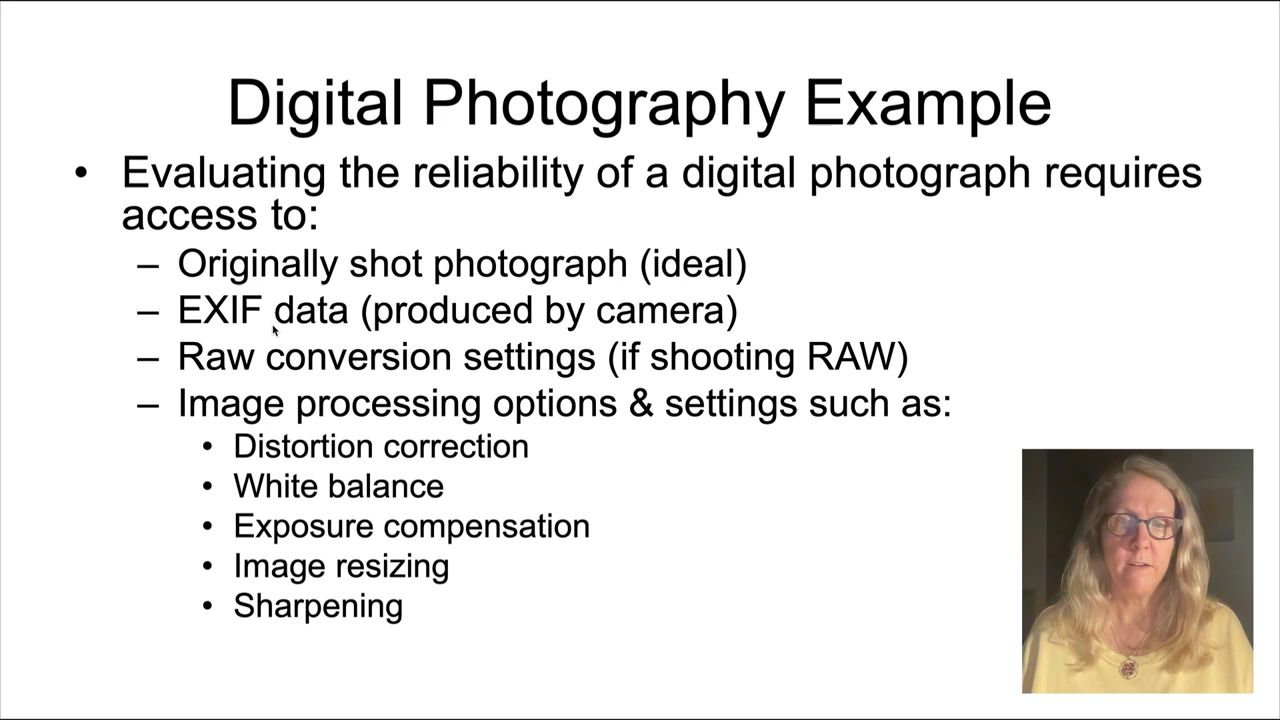 Digital Photography Example
• Evaluating the reliability of a digital photograph requires
access to:
– Originally shot photograph (ideal)
– EXIF data (produced by camera)
– Raw conversion settings (if shooting RAW)
– Image processing options & settings such as:
• Distortion correction
• White balance
• Exposure compensation
• Image resizing
• Sharpening